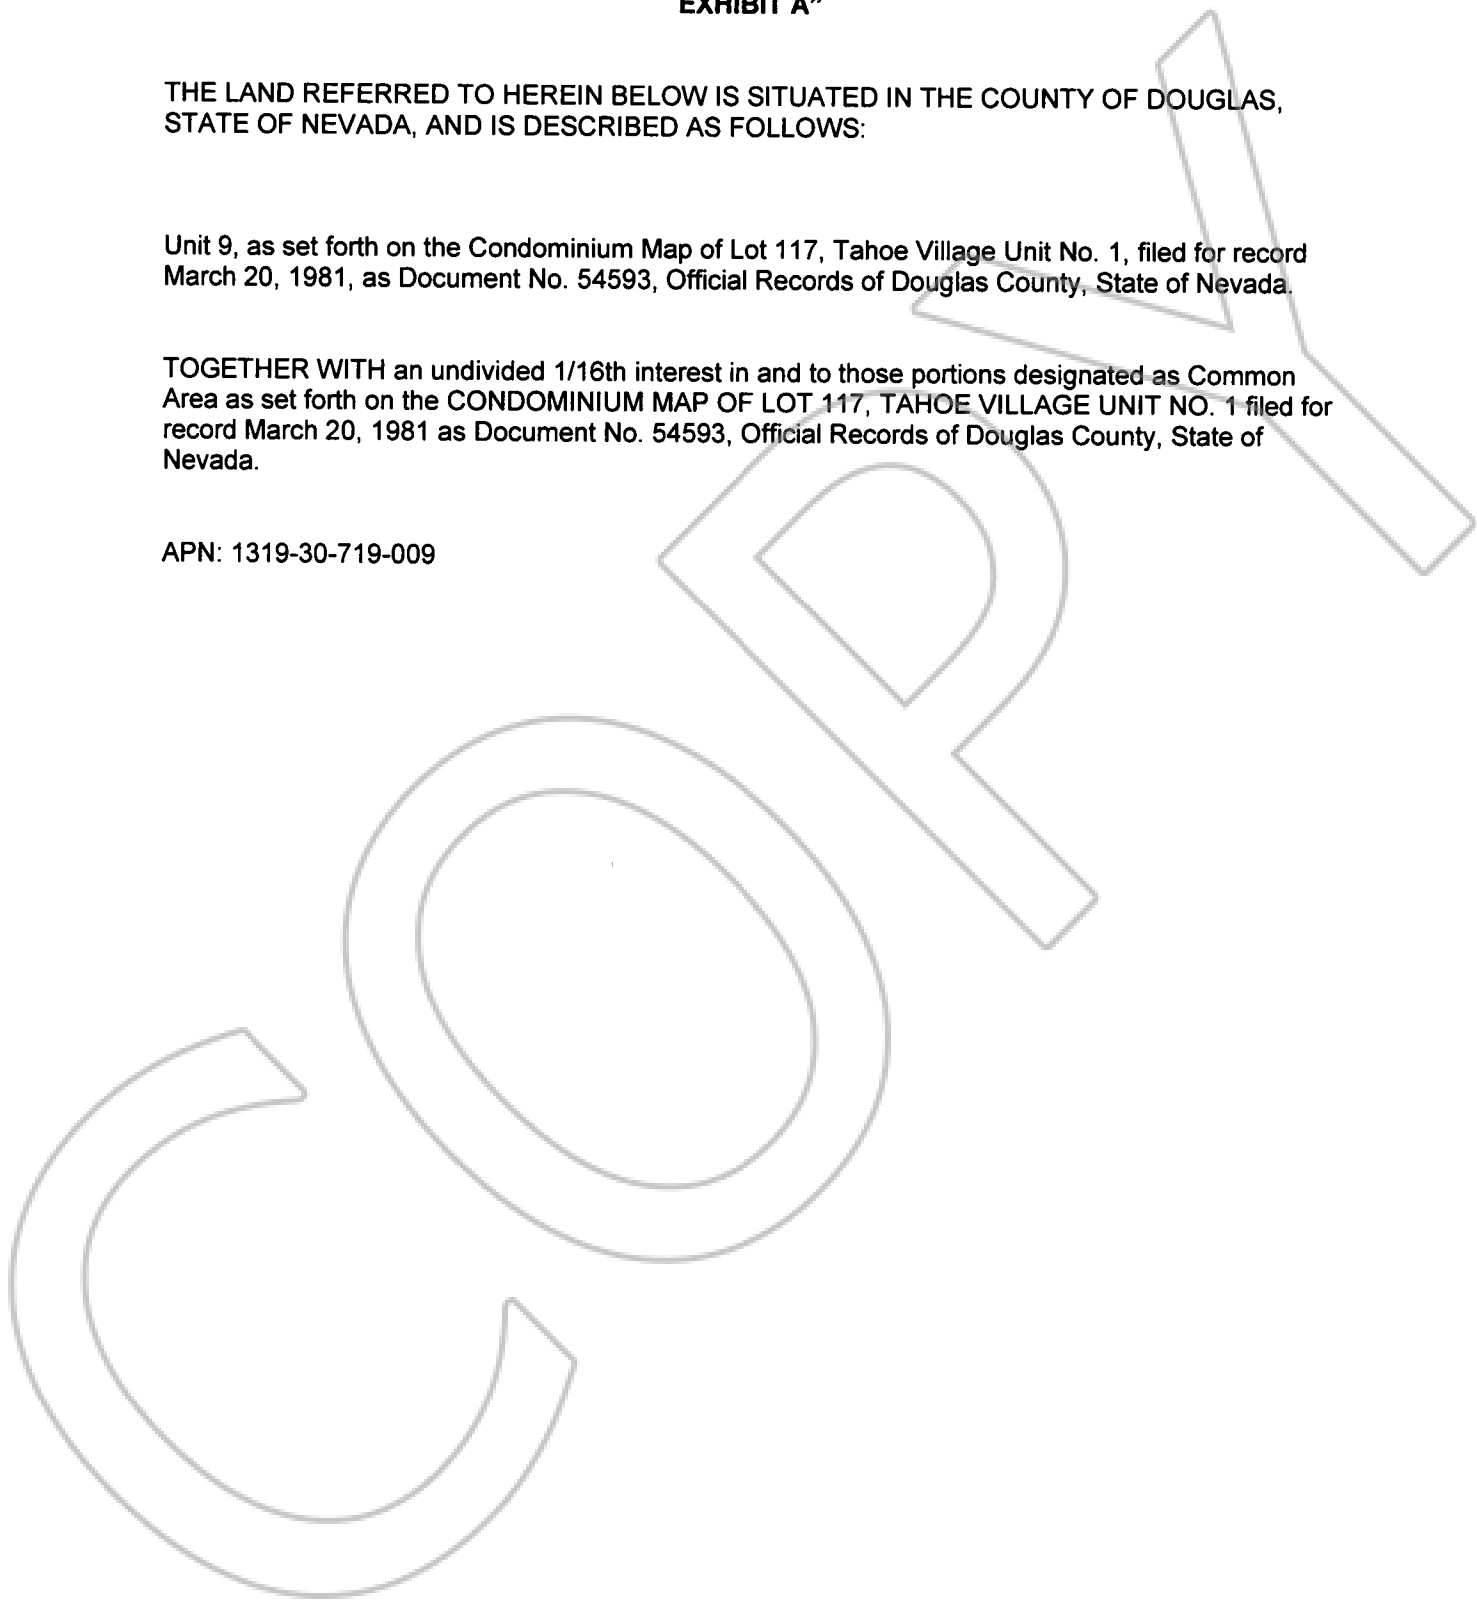 EXHIBIT A"
THE LAND REFERRED TO HEREIN BELOW IS SITUATED IN THE COUNTY OF DOUGLAS,
STATE OF NEVADA, AND IS DESCRIBED AS FOLLOWS:
Unit 9, as set forth on the Condominium Map of Lot 117, Tahoe Village Unit No. 1, filed for record
March 20, 1981, as Document No. 54593, Official Records of Douglas County, State of Nevada.
TOGETHER WITH an undivided 1/16th interest in and to those portions designated as Common
Area as set forth on the CONDOMINIUM MAP OF LOT 117, TAHOE VILLAGE UNIT NO. 1 filed for
record March 20, 1981 as Document No. 54593, Official Records of Douglas County, State of
Nevada.
APN: 1319-30-719-009
COPY